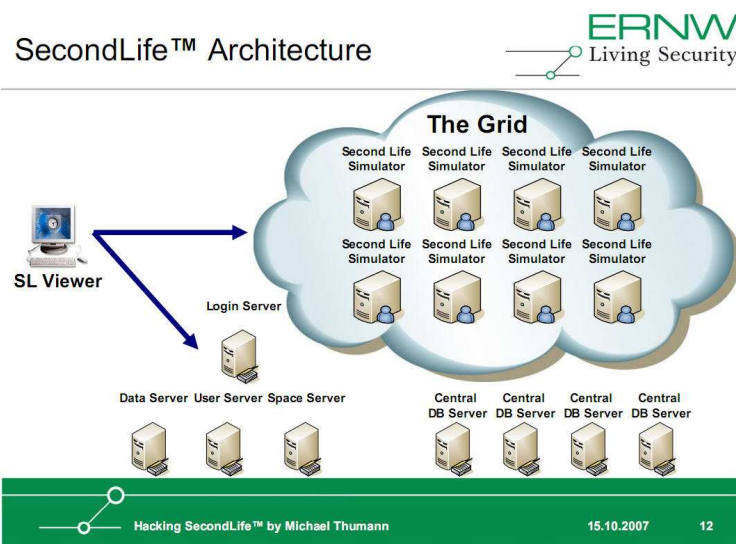 SecondLife™ Architecture
ERNW
Living Security
The Grid
Second Life Second Life Second Life Second Life
Simulator Simulator Simulator Simulator
Second Life Second Life Second Life Second Life
Simulator Simulator Simulator Simulator
SL Viewer
Login Server
Data Server User Server Space Server
Central Central Central Central
DB Server DB Server DB Server DB Server
Hacking SecondLife™ by Michael Thumann 15.10.2007 12